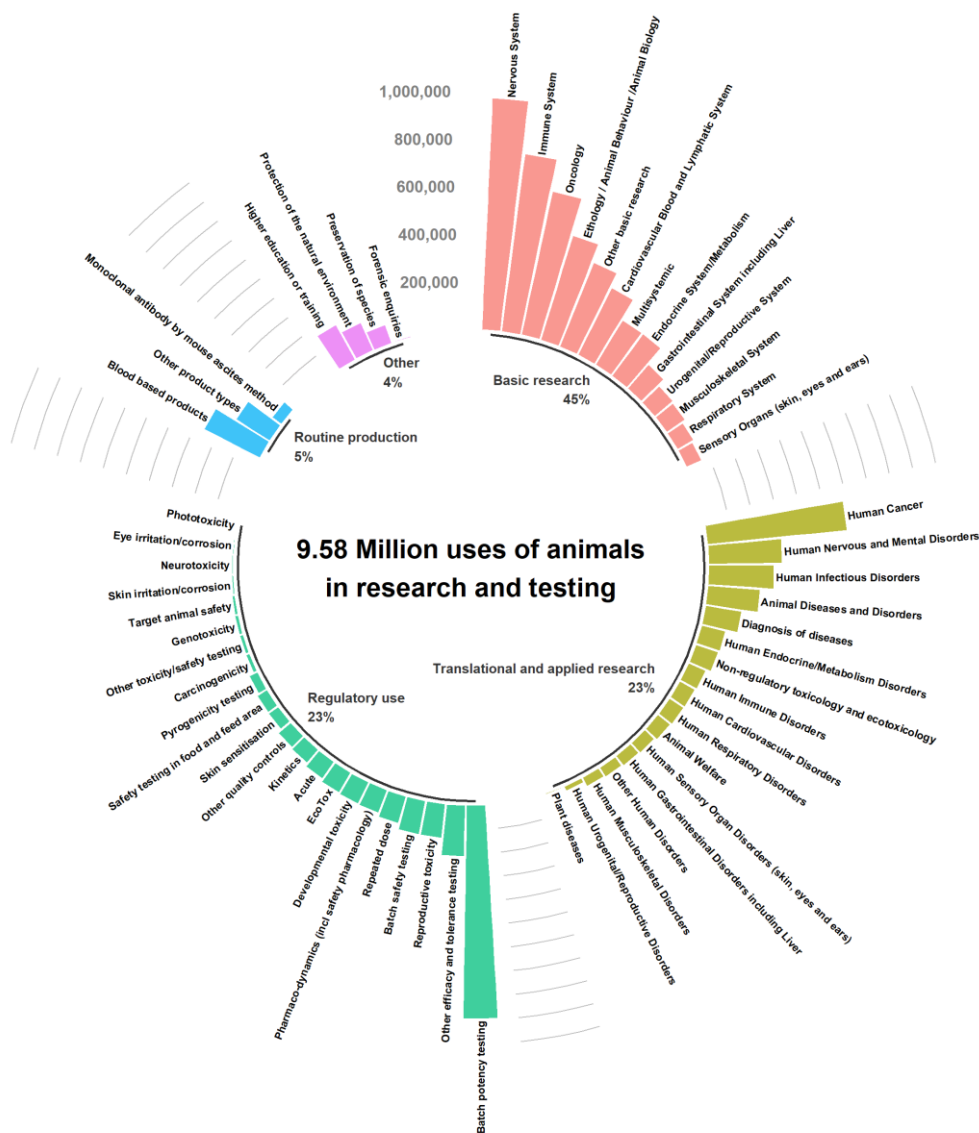 1,000,000
800,000
600,000
400,000
200,000
Nervous System
Immune System
Oncology
Ethology / Animal Behaviour /Animal Biology
Other basic research
Cardiovascular Blood and Lymphatic System
Multisystemic
Endocrine System/Metabolism
Gastrointestinal System including Liver
Urogenital/Reproductive System
Musculoskeletal System
Respiratory System
Sensory Organs (skin, eyes and ears)
Basic research
45%
Human Cancer
Human Nervous and Mental Disorders
Human Infectious Disorders
Animal Diseases and Disorders
Diagnosis of diseases
Human Endocrine/Metabolism Disorders
Non-regulatory toxicology and ecotoxicology
Human Immune Disorders
Human Cardiovascular Disorders
Human Respiratory Disorders
Animal Welfare
Human Sensory Organ Disorders (skin, eyes and ears)
Human Gastrointestinal Disorders including Liver
Other Human Disorders
Human Musculoskeletal Disorders
Human Urogenital/Reproductive Disorders
Plant diseases
Translational and applied research
23%
Batch potency testing
Other efficacy and tolerance testing
Reproductive toxicity
Batch safety testing
Repeated dose
Pharmaco-dynamics (incl safety pharmacology)
Developmental toxicity
EcoTox
Acute
Kinetics
Other quality controls
Skin sensitisation
Safety testing in food and feed area
Pyrogenicity testing
Carcinogenicity
Other toxicity/safety testing
Genotoxicity
Target animal safety
Skin irritation/corrosion
Neurotoxicity
Eye irritation/corrosion
Phototoxicity
Regulatory use
23%
Blood based products
Other product types
Monoclonal antibody by mouse ascites method
Routine production
5%
Higher education or training
Protection of the natural environment
Preservation of species
Forensic enquiries
Other
4%
9.58 Million uses of animals
in research and testing